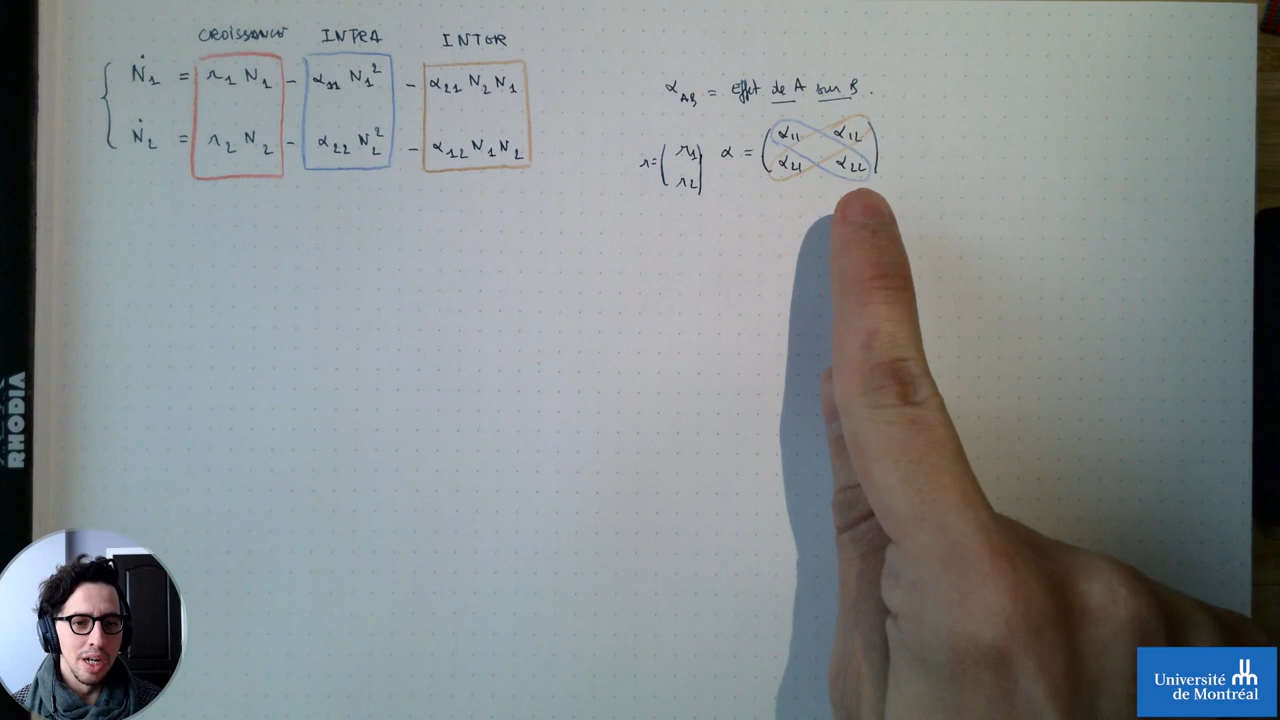 CROISSANCE INTRA INTER
Ṅ₁ = r₁ N₁ - α₁₁ N₁² - α₂₁ N₂ N₁
Ṅ₂ = r₂ N₂ - α₂₂ N₂² - α₁₂ N₁ N₂
α_AB = effet de A sur B.
r = ( r₁ r₂ ) α = ( α₁₁ α₁₂
α₂₁ α₂₂ )
RHODIA
Université
de Montréal